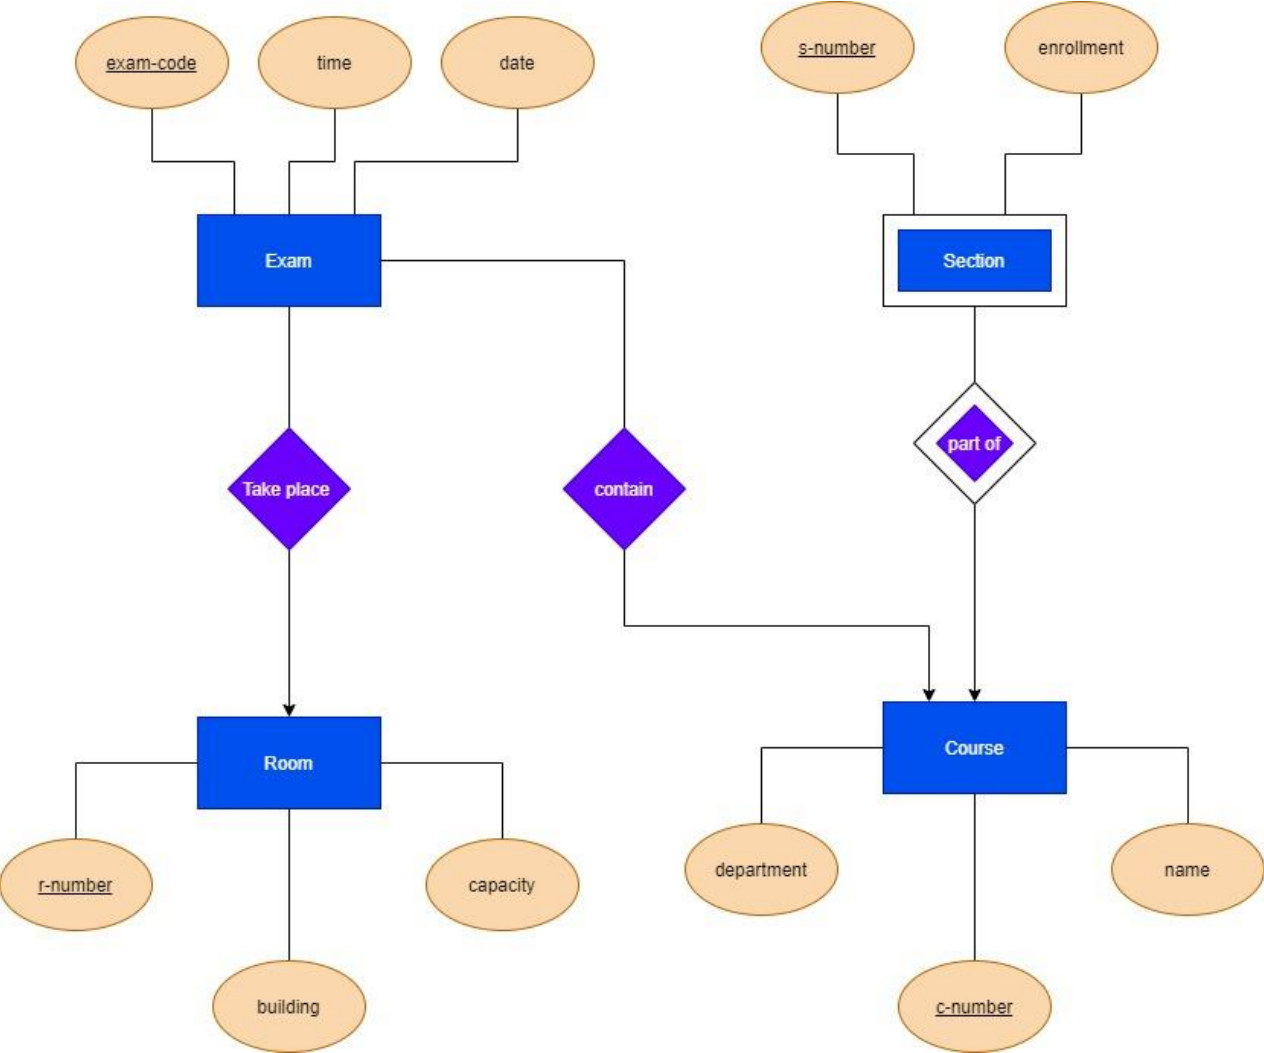 exam-code
time
date
s-number
enrollment
Exam
Section
Take place
contain
part of
Room
Course
r-number
capacity
department
name
building
c-number